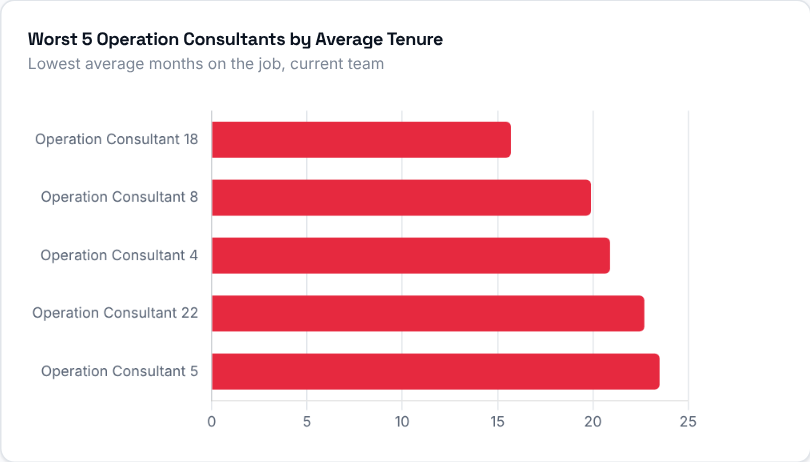 Worst 5 Operation Consultants by Average Tenure
Lowest average months on the job, current team
Operation Consultant 18
Operation Consultant 8
Operation Consultant 4
Operation Consultant 22
Operation Consultant 5
0 5 10 15 20 25